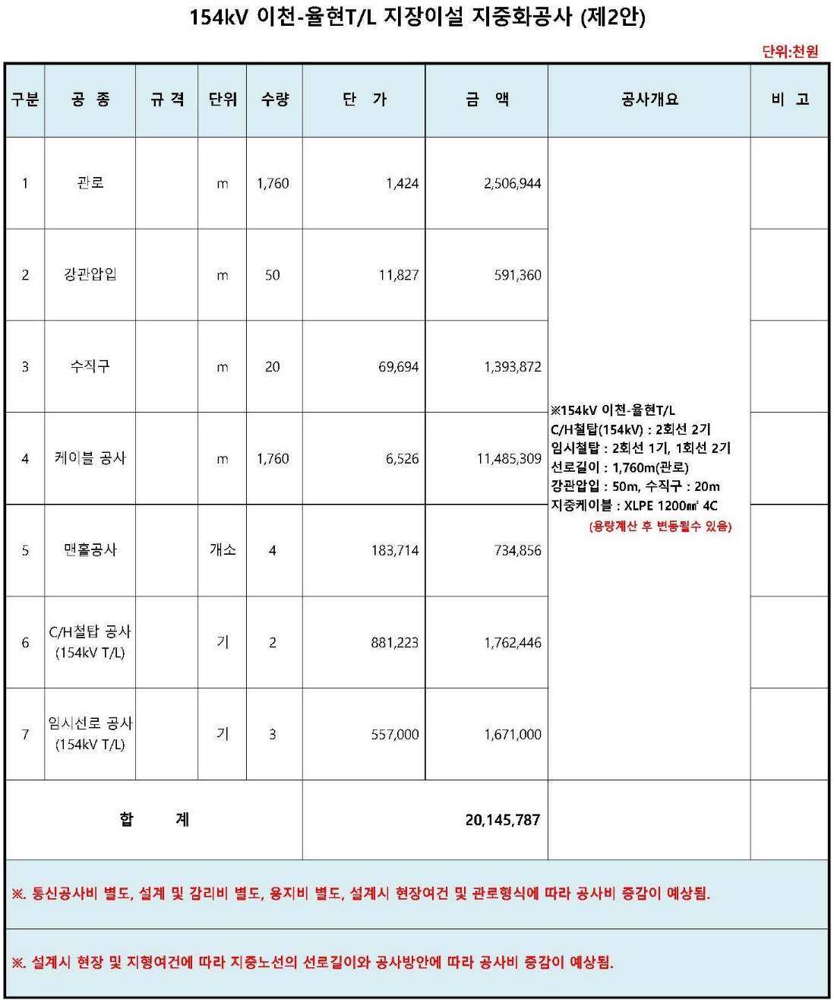 154kV 이천-율현T/L 지장이설 지중화공사 (제2안)
단위:천원
구분 공 종 규 격 단위 수량 단 가 금 액 공사개요 비 고
1 관로 m 1,760 1,424 2,506,944
2 강관압입 m 50 11,827 591,360
3 수직구 m 20 69,694 1,393,872
4 케이블 공사 m 1,760 6,526 11,485,309
5 맨홀공사 개소 4 183,714 734,856
6 C/H철탑 공사 (154kV T/L) 기 2 881,223 1,762,446
7 임시선로 공사 (154kV T/L) 기 3 557,000 1,671,000
※154kV 이천-율현T/L
C/H철탑(154kV) : 2회선 2기
임시철탑 : 2회선 1기, 1회선 2기
선로길이 : 1,760m(관로)
강관압입 : 50m, 수직구 : 20m
지중케이블 : XLPE 1200㎟ 4C
(용량계산 후 변동될수 있음)
합 계 20,145,787
※. 통신공사비 별도, 설계 및 감리비 별도, 용지비 별도, 설계시 현장여건 및 관로형식에 따라 공사비 증감이 예상됨.
※. 설계시 현장 및 지형여건에 따라 지중노선의 선로길이와 공사방안에 따라 공사비 증감이 예상됨.